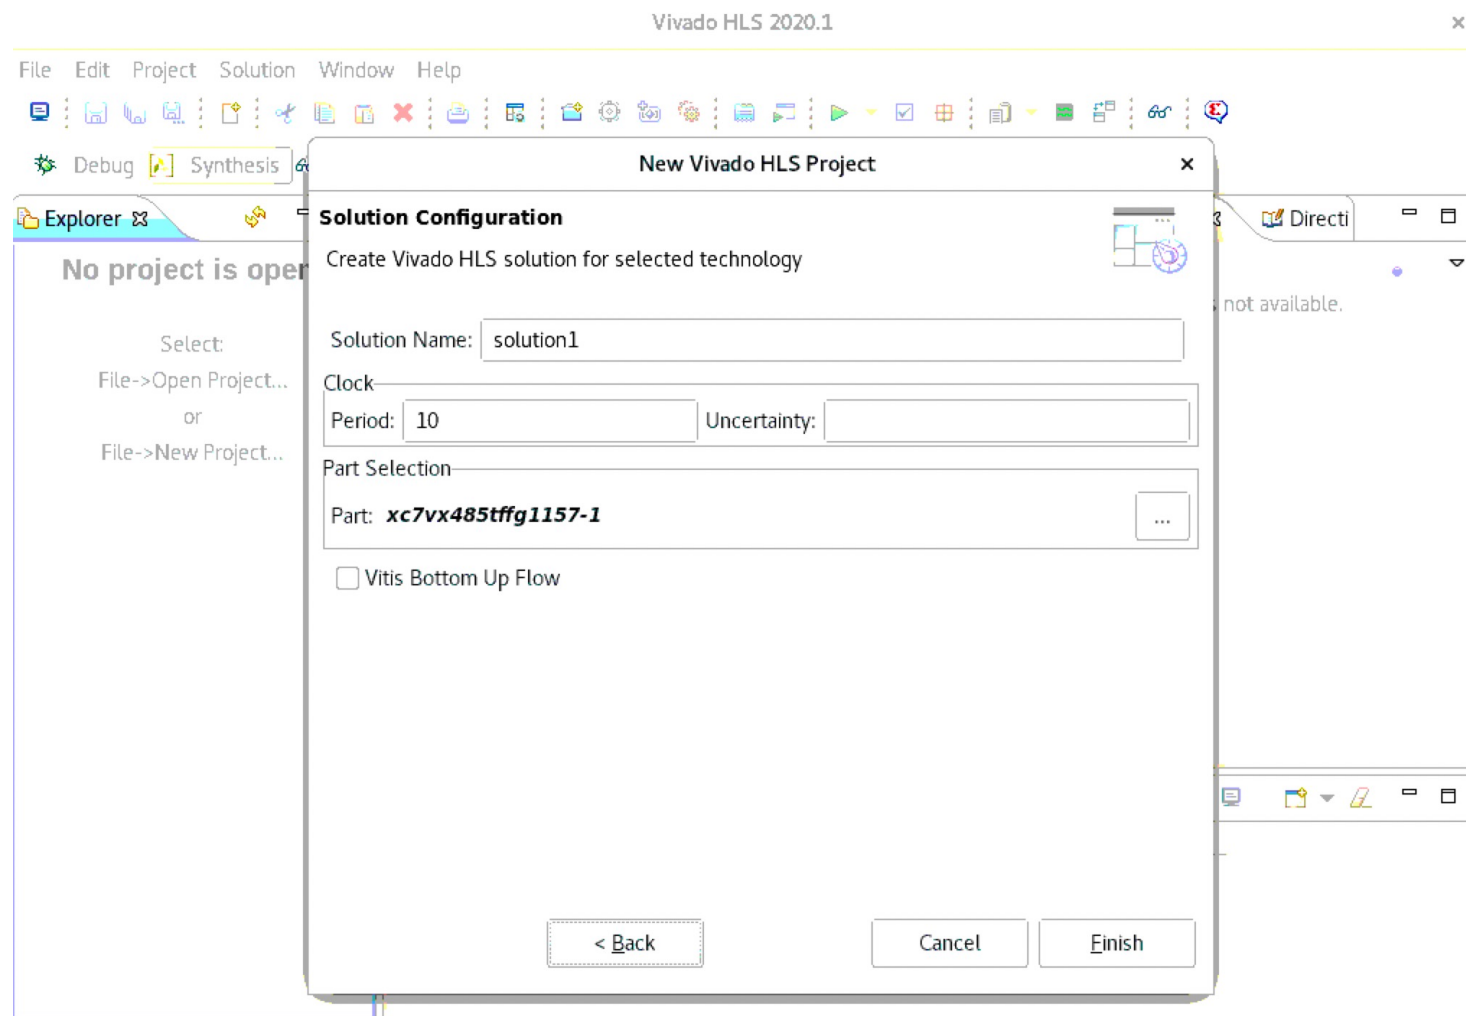 Vivado HLS 2020.1
File Edit Project Solution Window Help
Debug Synthesis
New Vivado HLS Project
Explorer
Directi
Solution Configuration
Create Vivado HLS solution for selected technology
No project is open
not available.
Select:
File->Open Project...
or
File->New Project...
Solution Name: solution1
Clock
Period: 10 Uncertainty:
Part Selection
Part: xc7vx485tffg1157-1 ...
Vitis Bottom Up Flow
< Back Cancel Finish